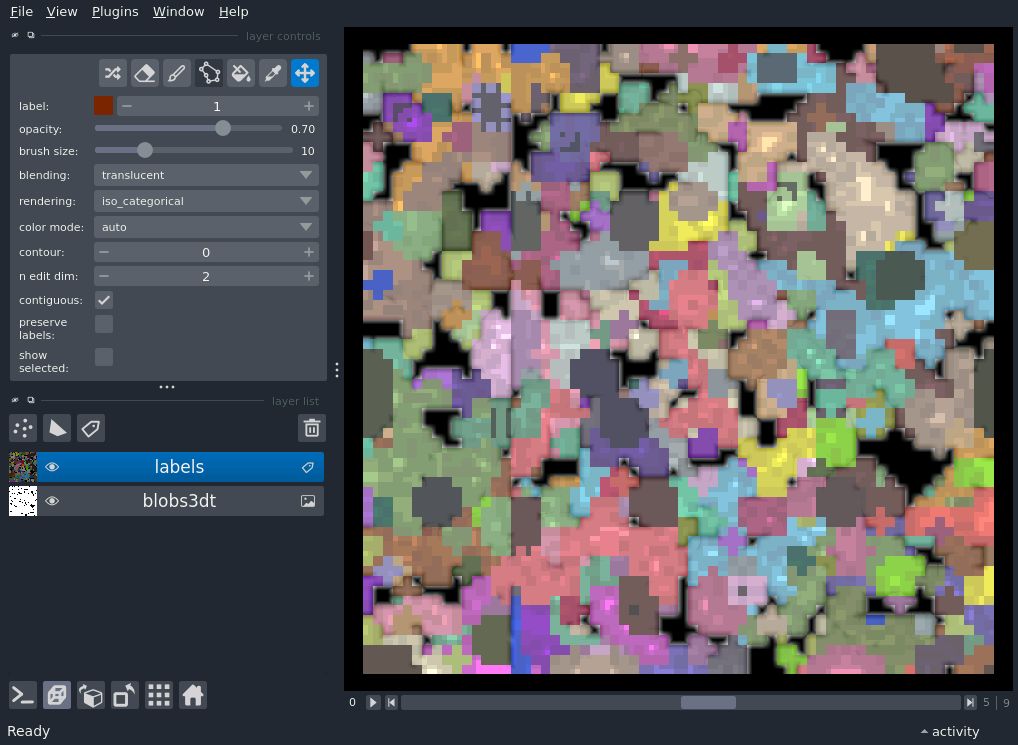 File View Plugins Window Help
layer controls
label: 1
opacity: 0.70
brush size: 10
blending: translucent
rendering: iso_categorical
color mode: auto
contour: 0
n edit dim: 2
contiguous:
preserve
labels:
show
selected:
layer list
labels
blobs3dt
0 5 9
Ready activity